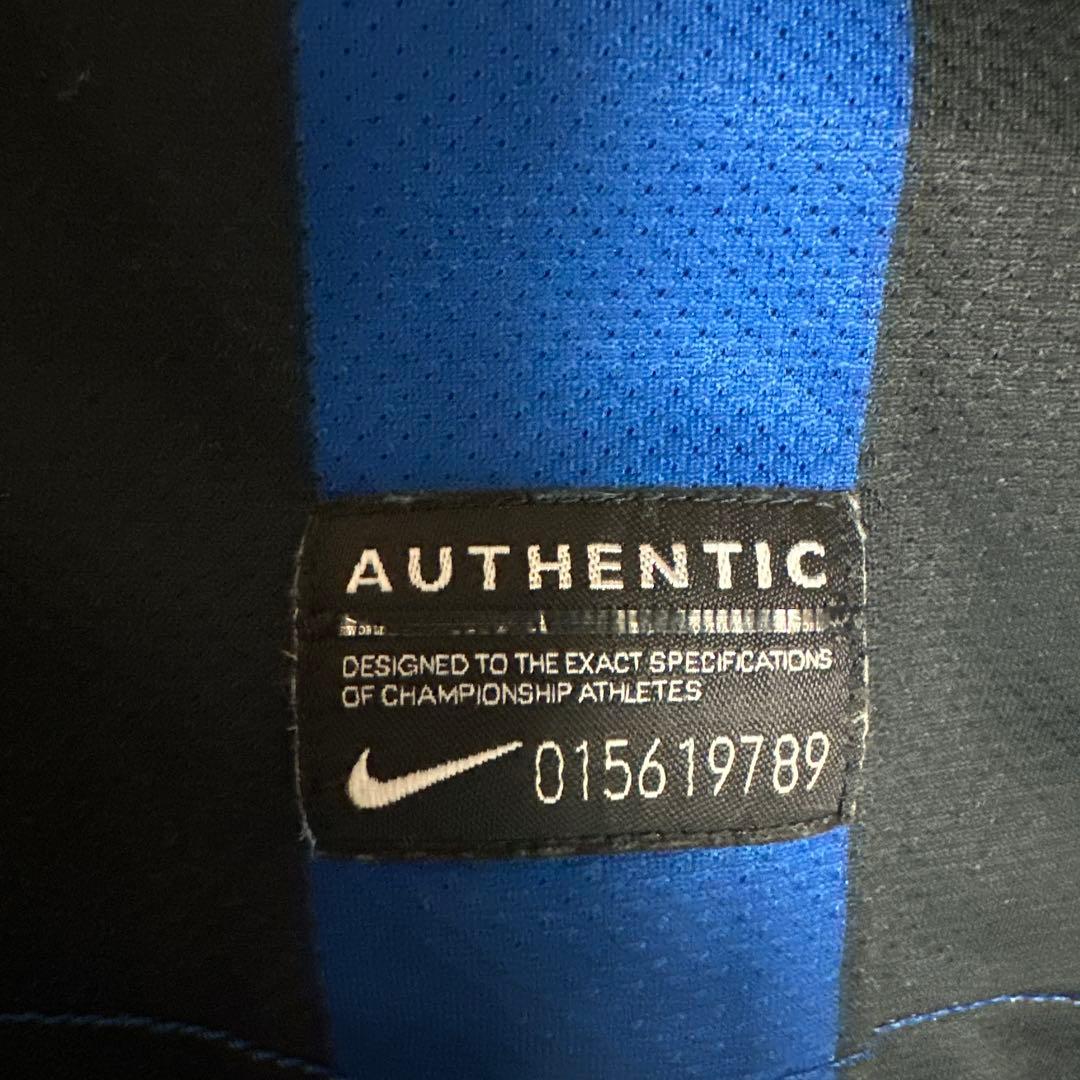 AUTHENTIC
DESIGNED TO THE EXACT SPECIFICATIONS
OF CHAMPIONSHIP ATHLETES
015619789